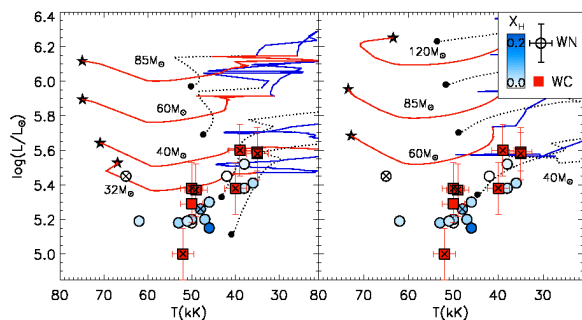 6.4
6.2
6.0
5.8
5.6
5.4
5.2
5.0
log(L/L⊙)
85M⊙
60M⊙
40M⊙
32M⊙
120M⊙
85M⊙
60M⊙
40M⊙
X_H
0.2
0.0
WN
WC
80 70 60 50 40 30 80 70 60 50 40 30
T(kK) T(kK)